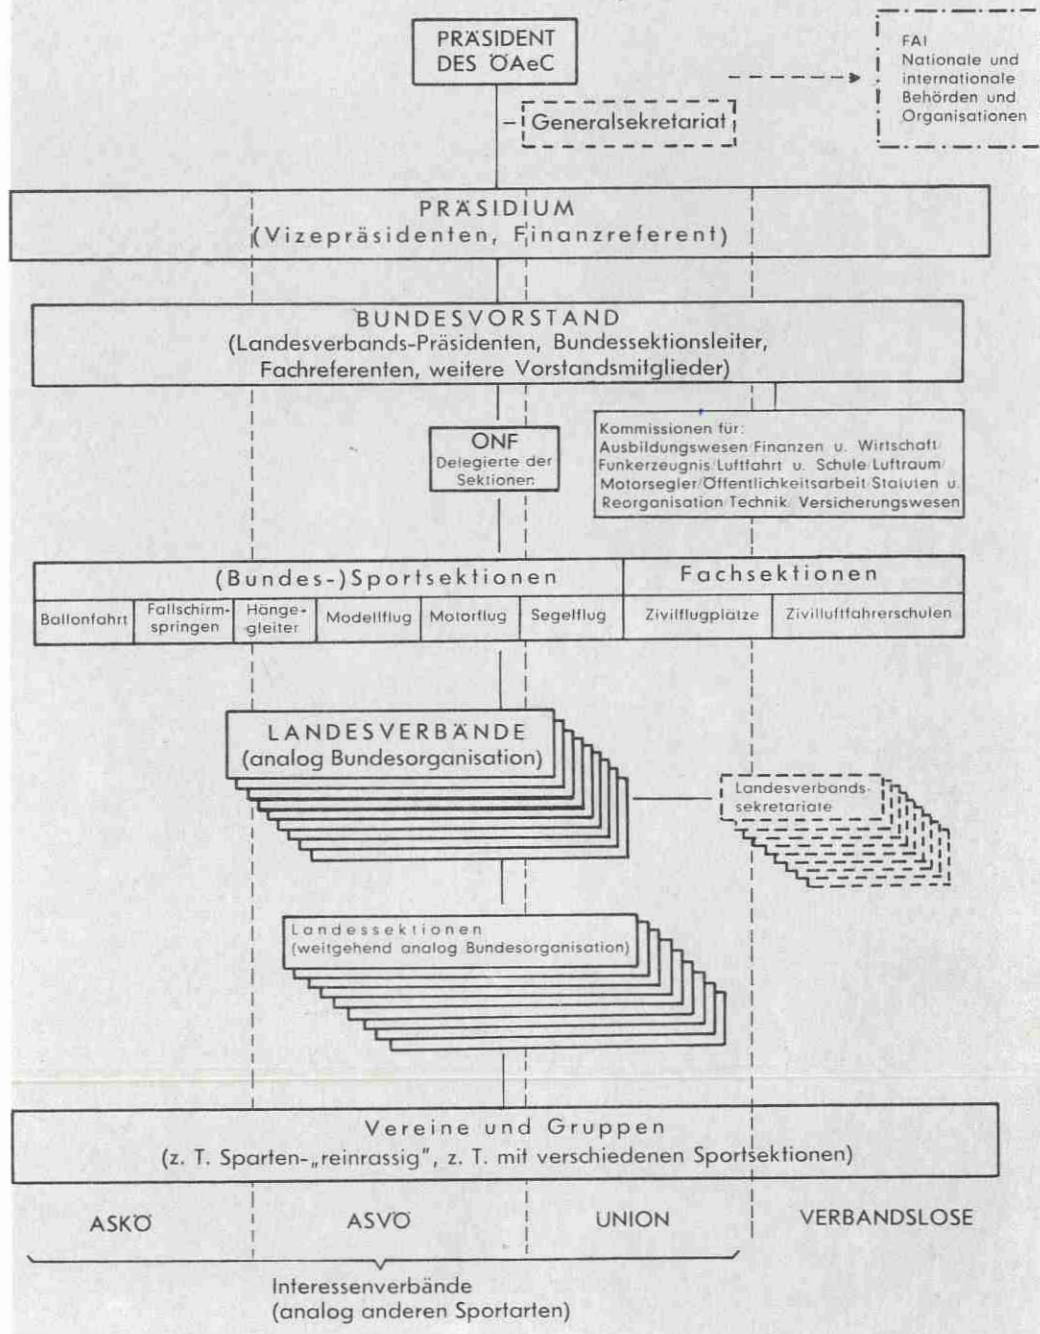 PRÄSIDENT
DES ÖAeC
Generalsekretariat
FAI
Nationale und
internationale
Behörden und
Organisationen
PRÄSIDIUM
(Vizepräsidenten, Finanzreferent)
BUNDESVORSTAND
(Landesverbands-Präsidenten, Bundessektionsleiter,
Fachreferenten, weitere Vorstandsmitglieder)
ONF
Delegierte der
Sektionen
Kommissionen für:
Ausbildungswesen/Finanzen u. Wirtschaft/
Funkerzeugnis/Luftfahrt u. Schule/Luftraum/
Motorsegler/Öffentlichkeitsarbeit/Statuten u.
Reorganisation/Technik/Versicherungswesen
(Bundes-)Sportsektionen
Fachsektionen
Ballonfahrt
Fallschirm-
springen
Hänge-
gleiter
Modellflug
Motorflug
Segelflug
Zivilflugplätze
Zivilluftfahrerschulen
LANDESVERBÄNDE
(analog Bundesorganisation)
Landesverbands-
sekretariate
Landessektionen
(weitgehend analog Bundesorganisation)
Vereine und Gruppen
(z. T. Sparten-„reinrassig", z. T. mit verschiedenen Sportsektionen)
ASKÖ
ASVÖ
UNION
VERBANDSLOSE
Interessenverbände
(analog anderen Sportarten)